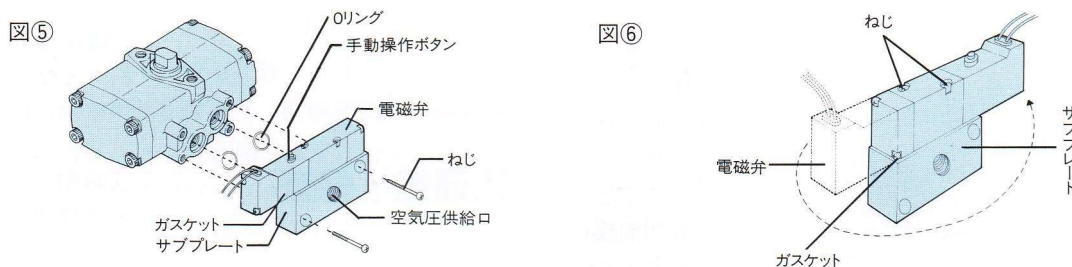 図⑤
Oリング
手動操作ボタン
電磁弁
ねじ
空気圧供給口
ガスケット
サブプレート
図⑥
ねじ
電磁弁
サブプレート
ガスケット